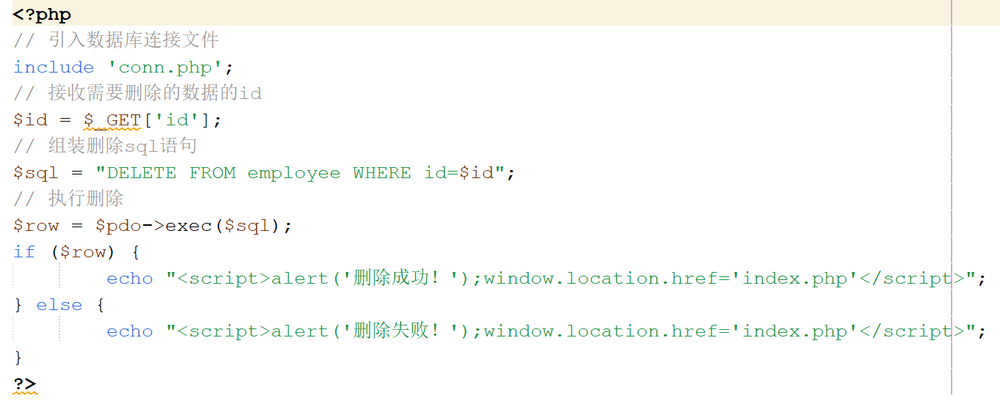 <?php
// 引入数据库连接文件
include 'conn.php';
// 接收需要删除的数据的id
$id = $_GET['id'];
// 组装删除sql语句
$sql = "DELETE FROM employee WHERE id=$id";
// 执行删除
$row = $pdo->exec($sql);
if ($row) {
        echo "<script>alert('删除成功！');window.location.href='index.php'</script>";
} else {
        echo "<script>alert('删除失败！');window.location.href='index.php'</script>";
}
?>